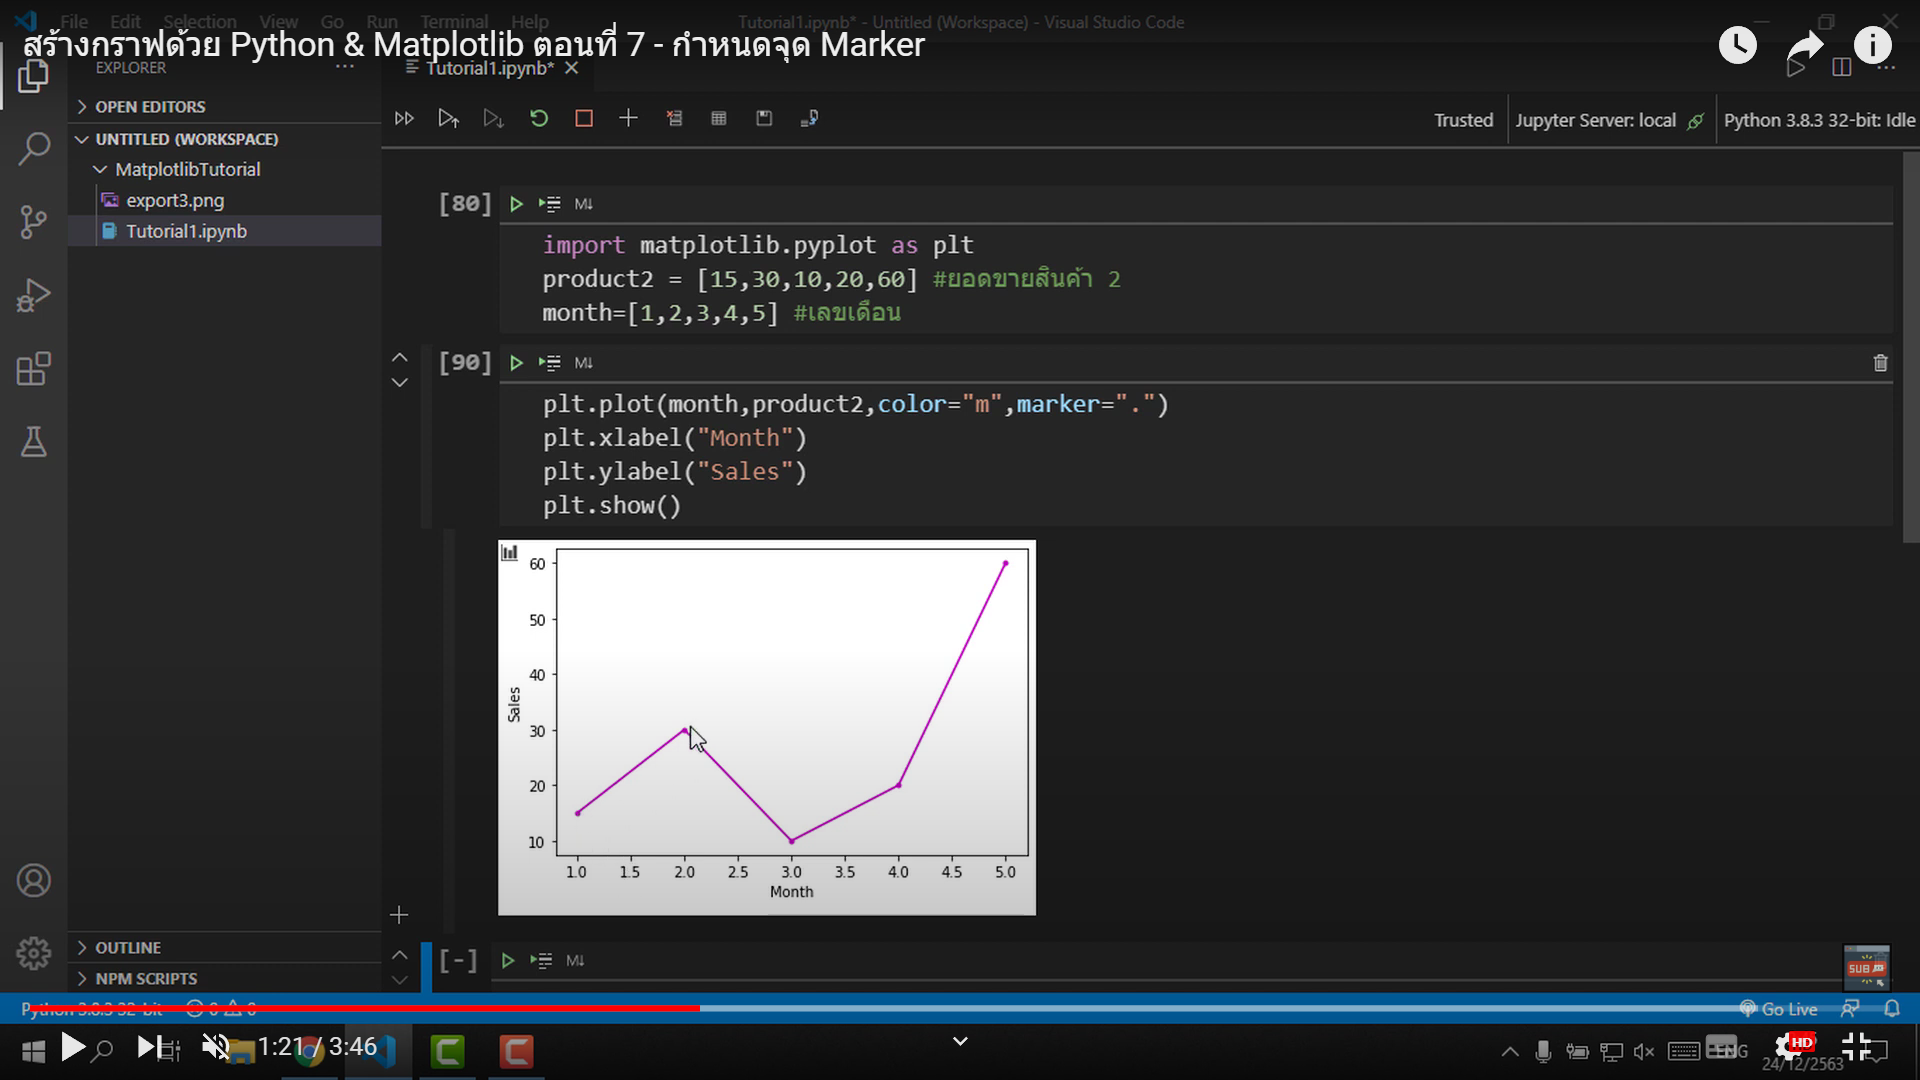 File Edit Selection View Go Run Terminal Help
Tutorial1.ipynb* - Untitled (Workspace) - Visual Studio Code
สร้างกราฟด้วย Python & Matplotlib ตอนที่ 7 - กำหนดจุด Marker
EXPLORER
Tutorial1.ipynb*
OPEN EDITORS
UNTITLED (WORKSPACE)
MatplotlibTutorial
export3.png
Tutorial1.ipynb
Trusted
Jupyter Server: local
Python 3.8.3 32-bit: Idle
[80]
M↓
import matplotlib.pyplot as plt
product2 = [15,30,10,20,60] #ยอดขายสินค้า 2
month=[1,2,3,4,5] #เลขเดือน
[90]
M↓
plt.plot(month,product2,color="m",marker=".")
plt.xlabel("Month")
plt.ylabel("Sales")
plt.show()
60
50
40
30
20
10
Sales
1.0 1.5 2.0 2.5 3.0 3.5 4.0 4.5 5.0
Month
[-]
M↓
OUTLINE
NPM SCRIPTS
SUB
Python 3.8.3 32-bit
0 0
Go Live
1:21 / 3:46
ENG
HD
24/12/2563